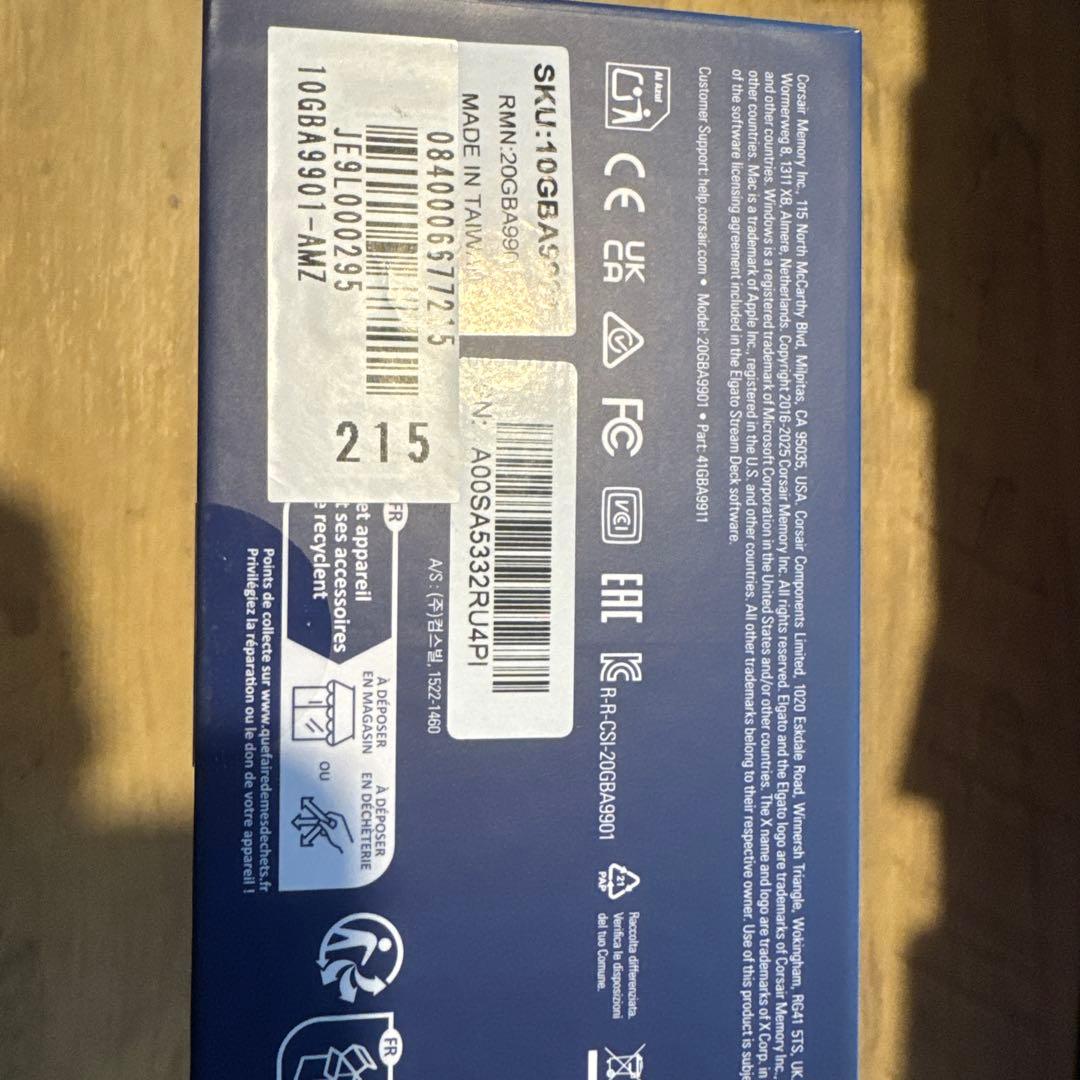 Corsair Memory Inc., 115 North McCarthy Blvd, Milpitas, CA 95035, USA, Corsair Components Limited, 1020 Eskdale Road, Winnersh Triangle, Wokingham, RG41 5TS, UK
Wormerweg 8, 1311 XB, Almere, Netherlands. Copyright 2016-2025 Corsair Memory Inc. All rights reserved. Elgato and the Elgato logo are trademarks of Corsair Memory Inc.,
and other countries. Windows is a registered trademark of Microsoft Corporation in the United States and/or other countries. The X name and logo are trademarks of X Corp. in
other countries. Mac is a trademark of Apple Inc., registered in the U.S. and other countries. All other trademarks belong to their respective owner. Use of this product is subje
of the software licensing agreement included in the Elgato Stream Deck software.
Customer Support: help.corsair.com • Model: 20GBA9901 • Part: 41GBA9911
Al Azul
CE
UK
CA
FC
VCI
EAC
R-R-CSI-20GBA9901
21
PAP
Raccolta differenziata.
Verifica le disposizioni
del tuo Comune.
SKU:10GBA99
RMN:20GBA990
MADE IN TAIWA
N: A00SA5332RU4PI
0840006677215
JE9L000295
10GBA9901-AMZ
215
A/S : (주)컴스빌, 1522-1460
FR
et appareil
t ses accessoires
e recyclent
À DÉPOSER
EN MAGASIN
OU
À DÉPOSER
EN DÉCHÈTERIE
Points de collecte sur www.quefairedemesdechets.fr
Privilégiez la réparation ou le don de votre appareil !
FR